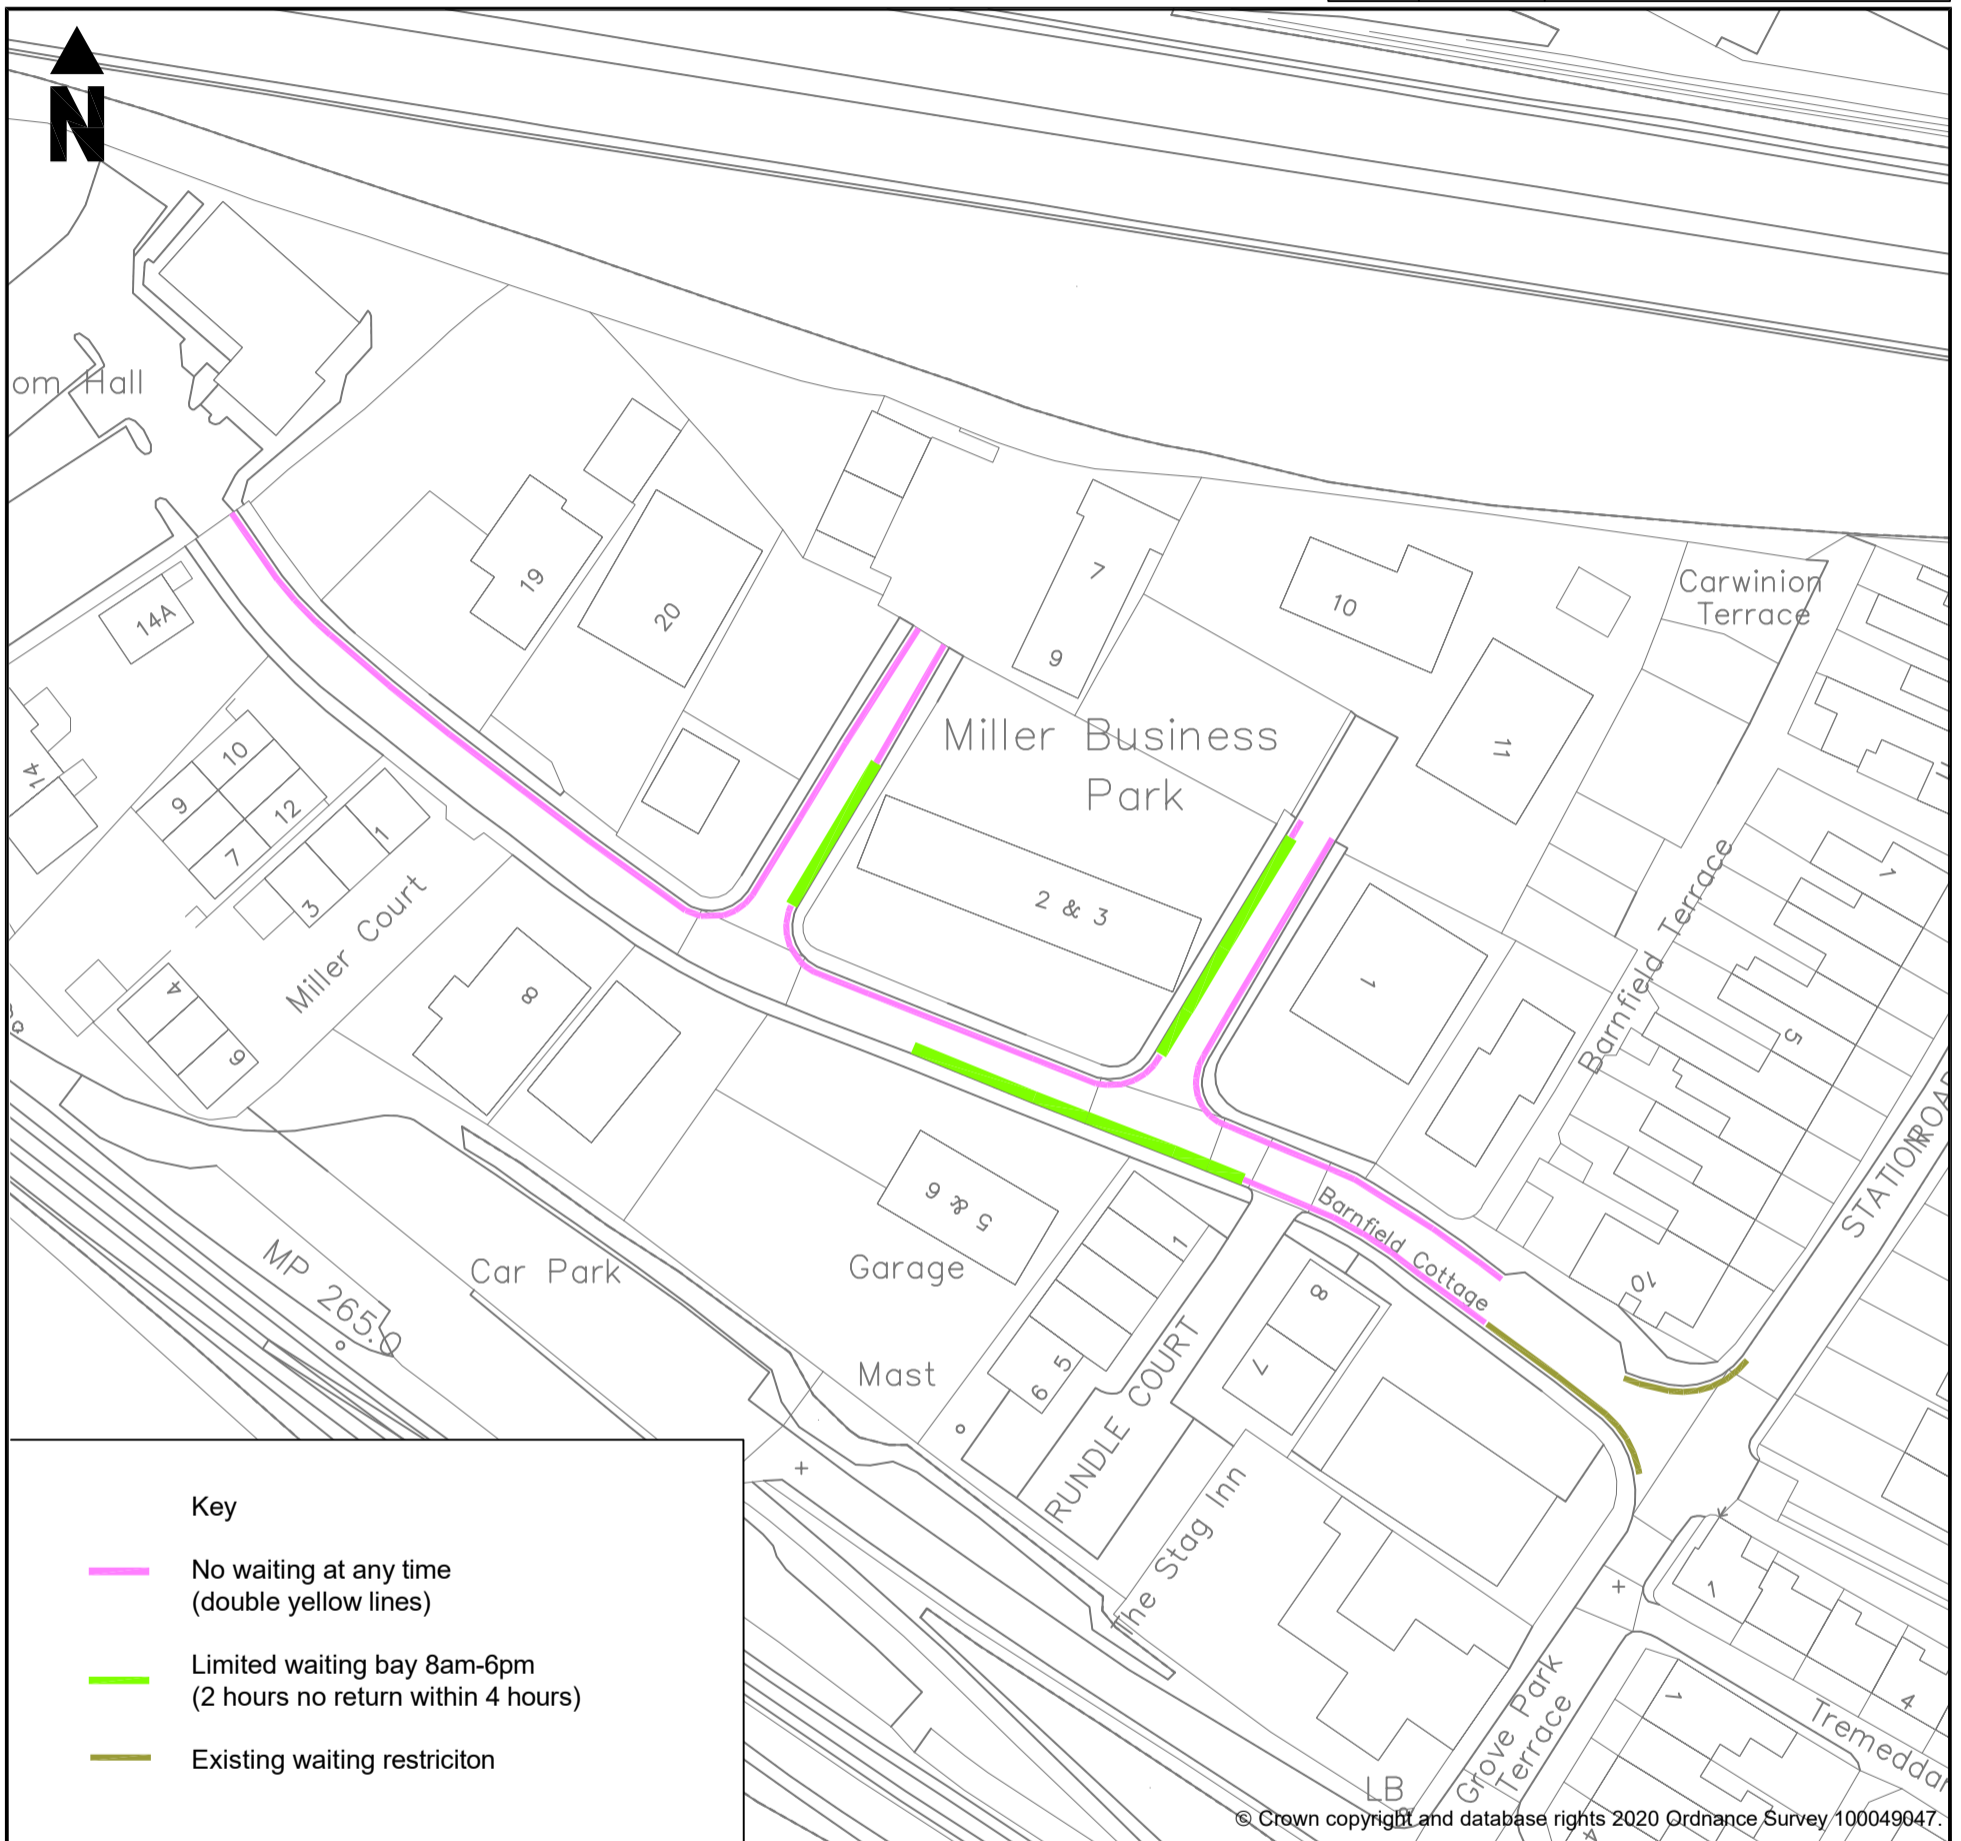 N
om Hall
14A
19
20
7
9
10
11
Carwinion
Terrace
Miller Business
Park
14
9
10
7
12
1
3
Miller Court
4
6
8
2 & 3
1
Barnfield Terrace
1
5
10
STATION ROAD
MP 265.0
Car Park
Garage
5 & 6
Mast
1
5
6
RUNDLE COURT
Barnfield Cottage
8
7
The Stag Inn
1
4
1
Grove Park
Terrace
Tremeddan
LB
Key
No waiting at any time
(double yellow lines)
Limited waiting bay 8am-6pm
(2 hours no return within 4 hours)
Existing waiting restriciton
© Crown copyright and database rights 2020 Ordnance Survey 100049047.